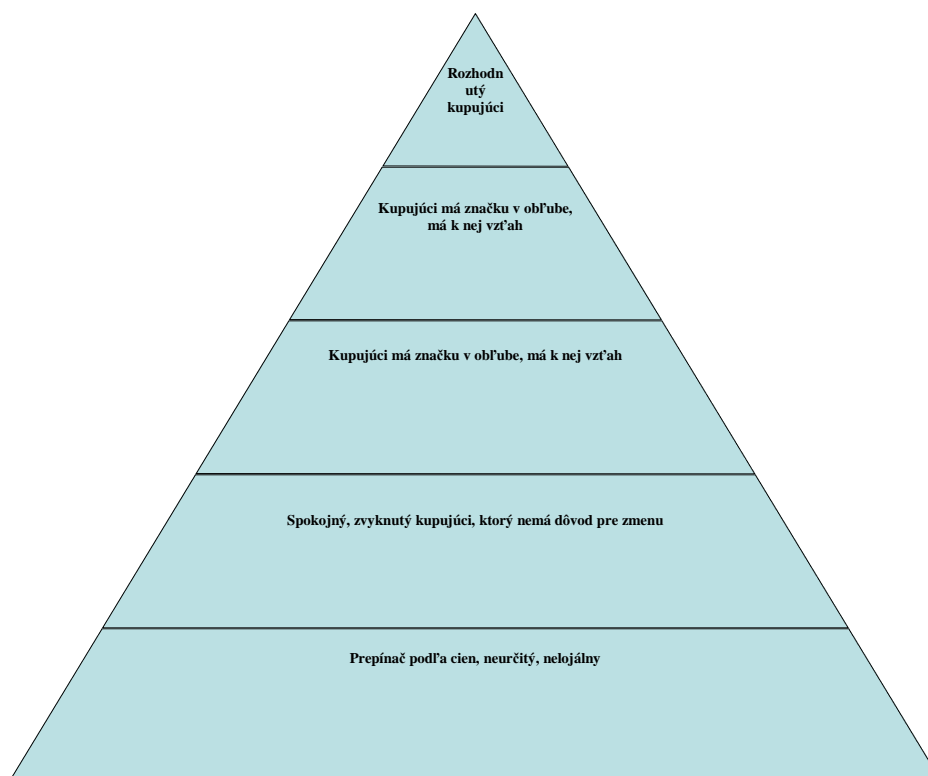 Rozhodn
utý
kupujúci
Kupujúci má značku v obľube,
má k nej vzťah
Kupujúci má značku v obľube, má k nej vzťah
Spokojný, zvyknutý kupujúci, ktorý nemá dôvod pre zmenu
Prepínač podľa cien, neurčitý, nelojálny